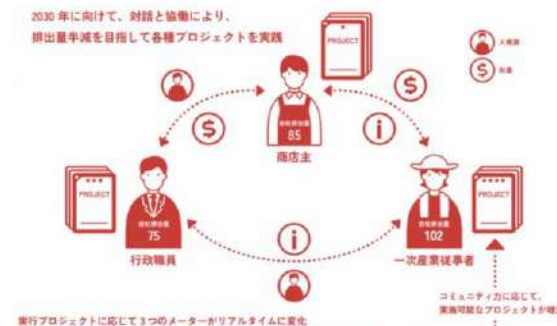 2030 年に向けて、対話と協働により、
排出量半減を目指して各種プロジェクトを実践
PROJECT
人資源
$
お金
$
$
i
85
商店主
PROJECT
PROJECT
75
行政職員
102
一次産業従事者
i
コミュニティ力に応じて、
実施可能なプロジェクトが
実行プロジェクトに応じて3つのメーターがリアルタイムに変化